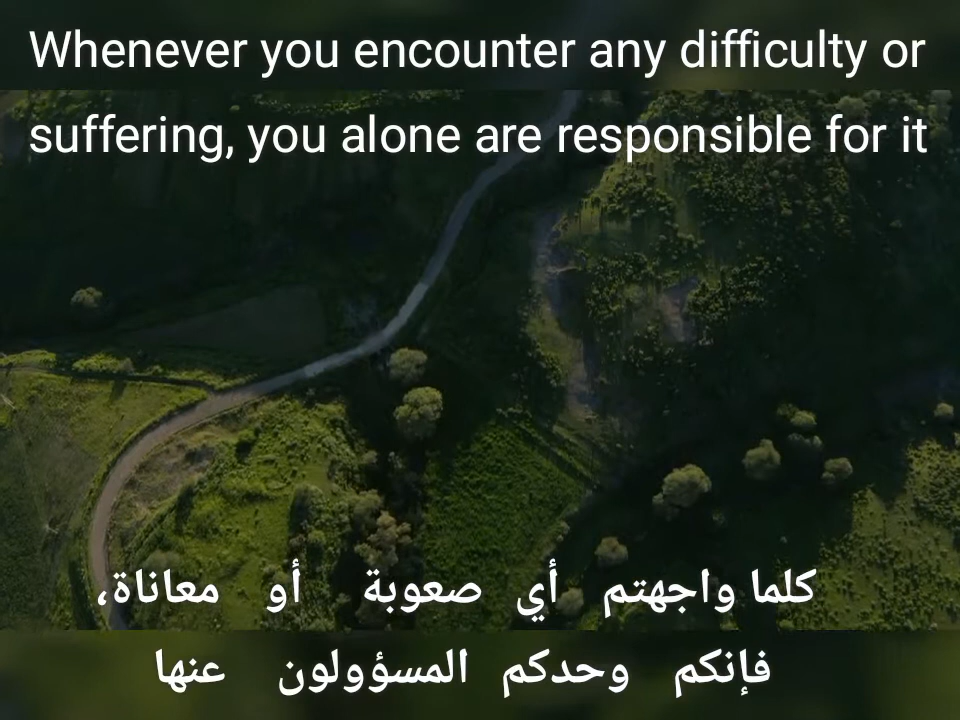 Whenever you encounter any difficulty or
suffering, you alone are responsible for it
كلما واجهتم أي صعوبة أو معاناة،
فإنكم وحدكم المسؤولون عنها